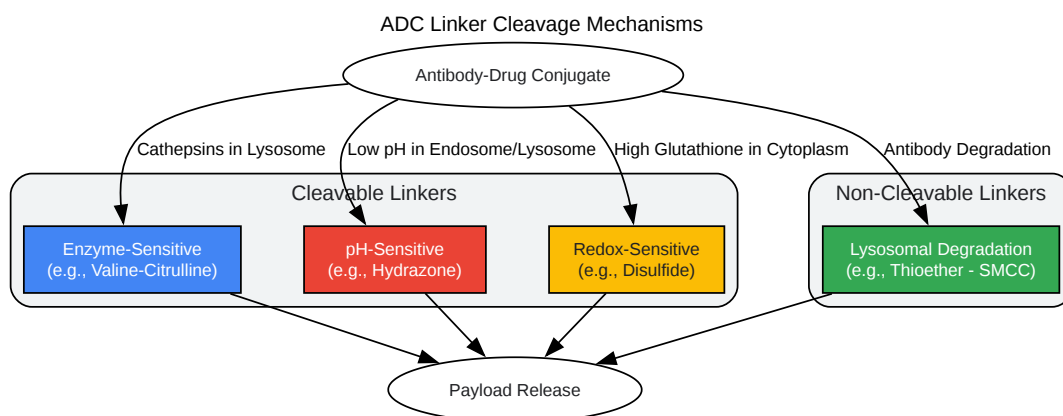 ADC Linker Cleavage Mechanisms
Antibody-Drug Conjugate
Cathepsins in Lysosome
Low pH in Endosome/Lysosome
High Glutathione in Cytoplasm
Antibody Degradation
Cleavable Linkers
Non-Cleavable Linkers
Enzyme-Sensitive
(e.g., Valine-Citrulline)
pH-Sensitive
(e.g., Hydrazone)
Redox-Sensitive
(e.g., Disulfide)
Lysosomal Degradation
(e.g., Thioether - SMCC)
Payload Release